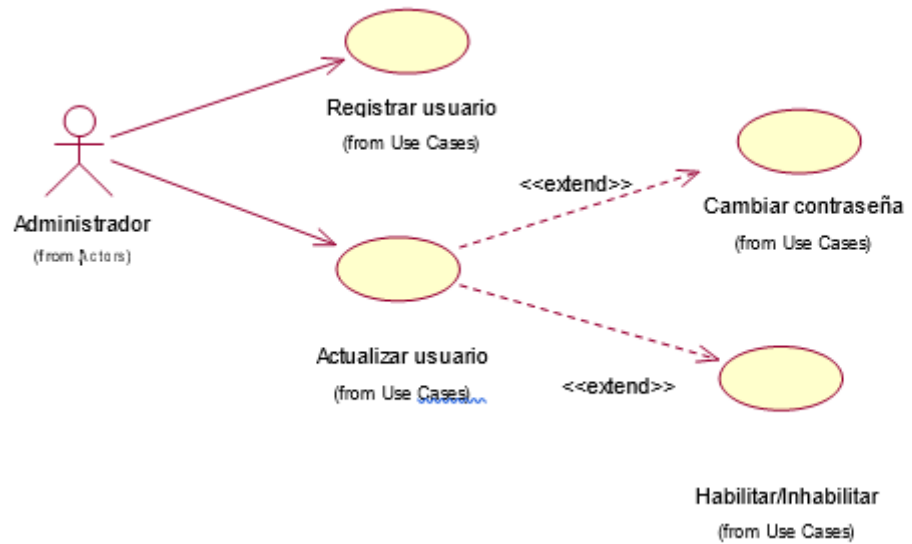 Registrar usuario
(from Use Cases)
<<extend>>
Cambiar contraseña
(from Use Cases)
Administrador
(from Actors)
Actualizar usuario
(from Use Cases)
<<extend>>
Habilitar/Inhabilitar
(from Use Cases)